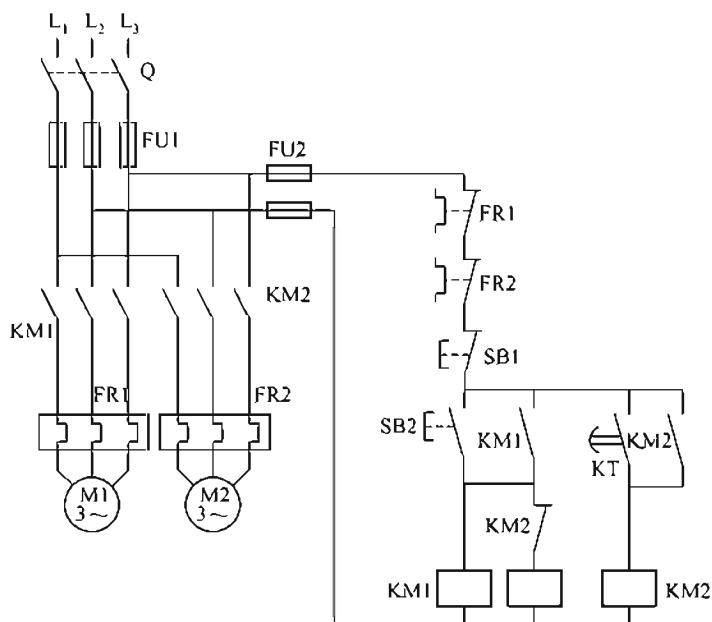 L1 L2 L3
Q
FU1
FU2
FR1
FR2
KM2
KM1
SB1
FR1
FR2
SB2
KM1
KM2
KT
M1
3~
M2
3~
KM2
KM1
KM2